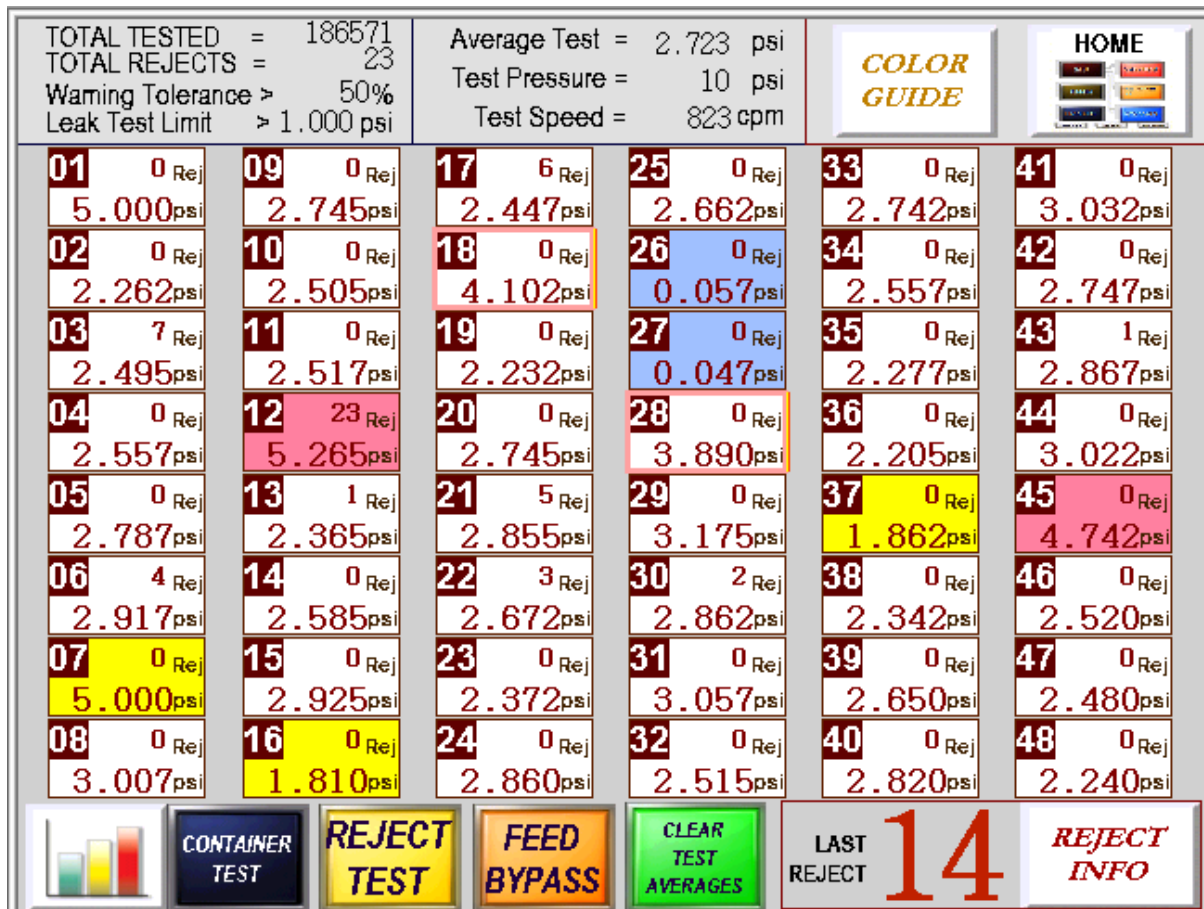 TOTAL TESTED = 186571
TOTAL REJECTS = 23
Warning Tolerance > 50%
Leak Test Limit > 1.000 psi
Average Test = 2.723 psi
Test Pressure = 10 psi
Test Speed = 823 cpm
COLOR
GUIDE
HOME
01 0 Rej 09 0 Rej 17 6 Rej 25 0 Rej 33 0 Rej 41 0 Rej
5.000psi 2.745psi 2.447psi 2.662psi 2.742psi 3.032psi
02 0 Rej 10 0 Rej 18 0 Rej 26 0 Rej 34 0 Rej 42 0 Rej
2.262psi 2.505psi 4.102psi 0.057psi 2.557psi 2.747psi
03 7 Rej 11 0 Rej 19 0 Rej 27 0 Rej 35 0 Rej 43 1 Rej
2.495psi 2.517psi 2.232psi 0.047psi 2.277psi 2.867psi
04 0 Rej 12 23 Rej 20 0 Rej 28 0 Rej 36 0 Rej 44 0 Rej
2.557psi 5.265psi 2.745psi 3.890psi 2.205psi 3.022psi
05 0 Rej 13 1 Rej 21 5 Rej 29 0 Rej 37 0 Rej 45 0 Rej
2.787psi 2.365psi 2.855psi 3.175psi 1.862psi 4.742psi
06 4 Rej 14 0 Rej 22 3 Rej 30 2 Rej 38 0 Rej 46 0 Rej
2.917psi 2.585psi 2.672psi 2.862psi 2.342psi 2.520psi
07 0 Rej 15 0 Rej 23 0 Rej 31 0 Rej 39 0 Rej 47 0 Rej
5.000psi 2.925psi 2.372psi 3.057psi 2.650psi 2.480psi
08 0 Rej 16 0 Rej 24 0 Rej 32 0 Rej 40 0 Rej 48 0 Rej
3.007psi 1.810psi 2.860psi 2.515psi 2.820psi 2.240psi
CONTAINER
TEST
REJECT
TEST
FEED
BYPASS
CLEAR
TEST
AVERAGES
LAST
REJECT
14
REJECT
INFO